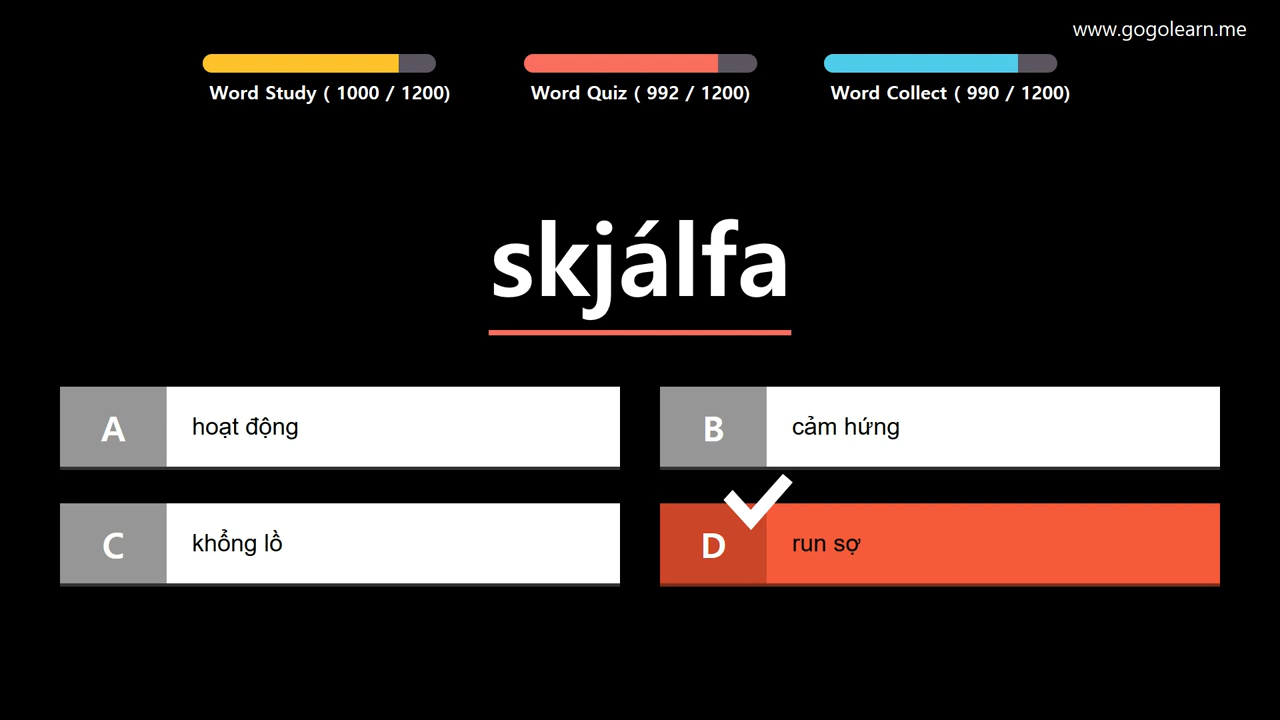 www.gogolearn.me
Word Study ( 1000 / 1200)
Word Quiz ( 992 / 1200)
Word Collect ( 990 / 1200)
skjálfa
A hoạt động
B cảm hứng
C khổng lồ
D run sợ